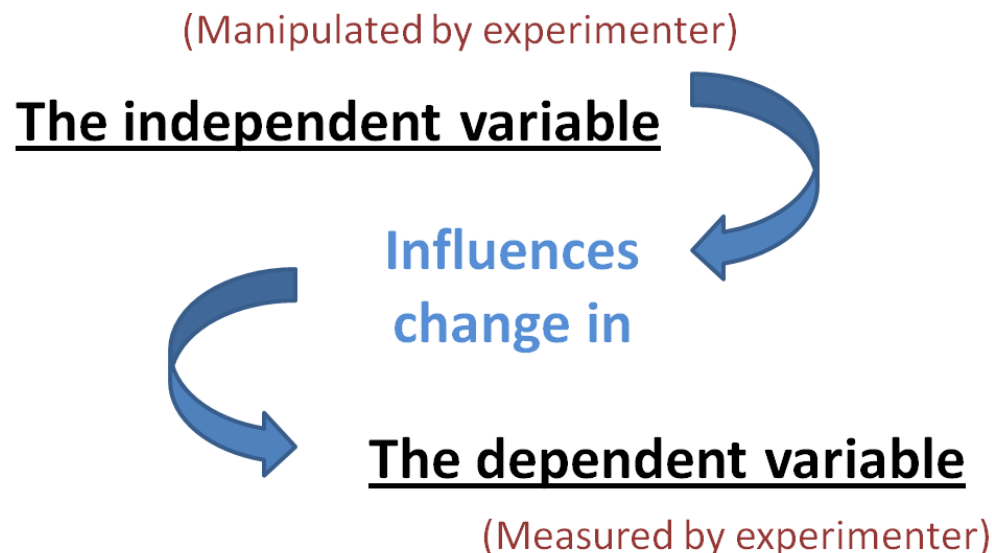 (Manipulated by experimenter)
The independent variable
Influences
change in
The dependent variable
(Measured by experimenter)